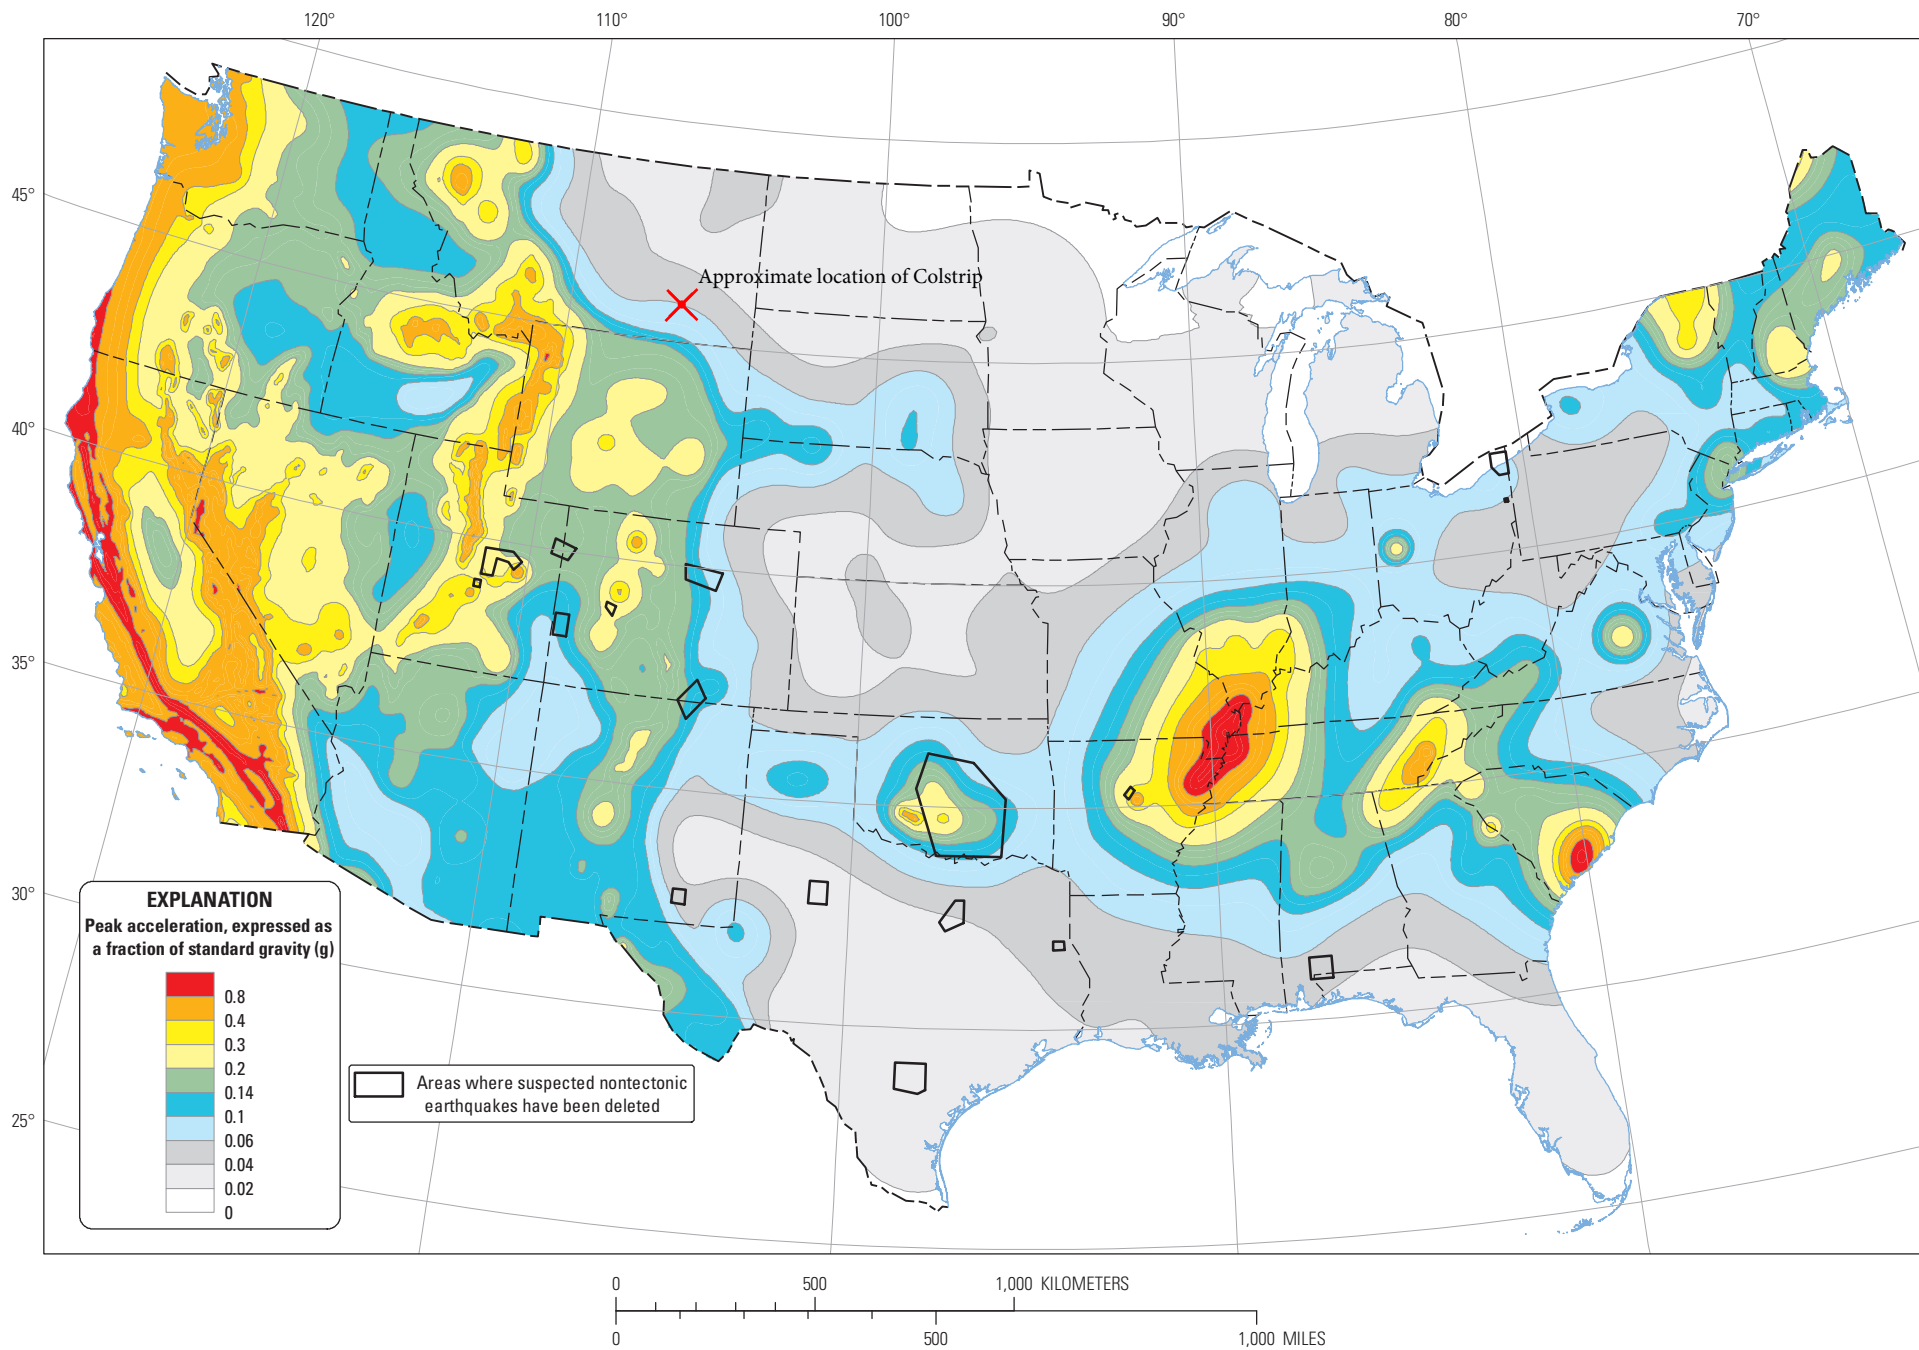 120°
110°
100°
90°
80°
70°
45°
40°
35°
30°
25°
Approximate location of Colstrip
EXPLANATION
Peak acceleration, expressed as
a fraction of standard gravity (g)
0.8
0.4
0.3
0.2
0.14
0.1
0.06
0.04
0.02
0
Areas where suspected nontectonic
earthquakes have been deleted
0 500 1,000 KILOMETERS
0 500 1,000 MILES